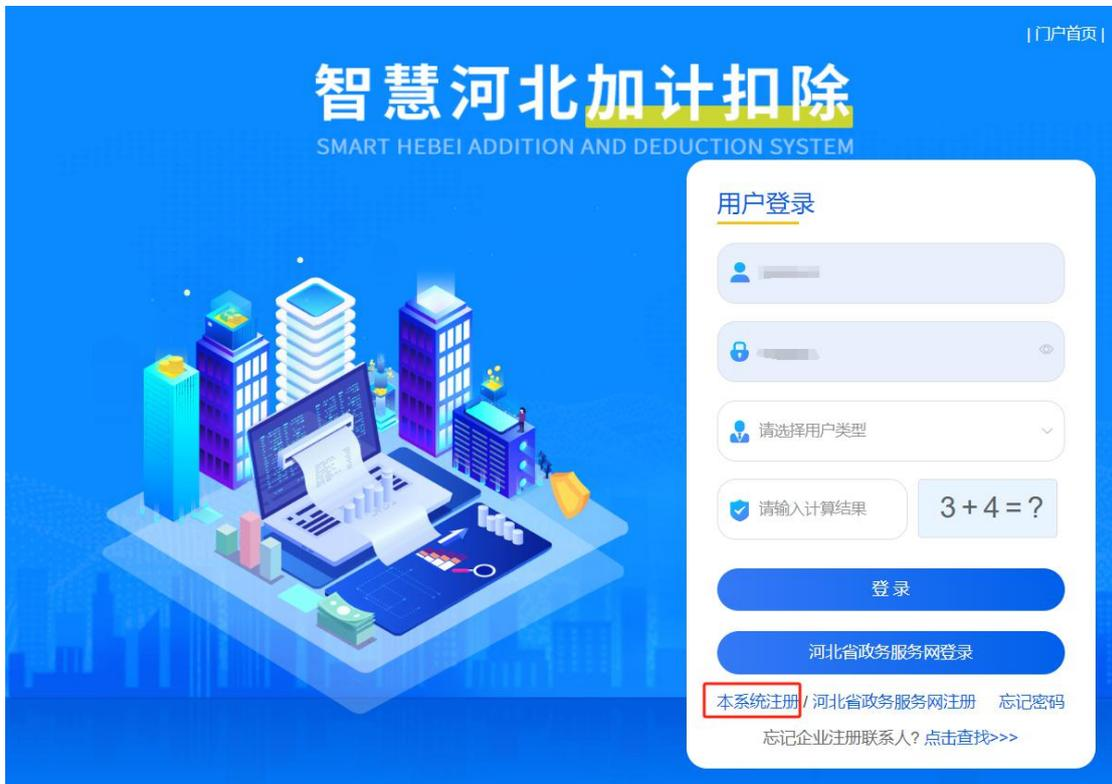 |门户首页|
智慧河北加计扣除
SMART HEBEI ADDITION AND DEDUCTION SYSTEM
用户登录
请选择用户类型
请输入计算结果
3+4=?
登录
河北省政务服务网登录
本系统注册/河北省政务服务网注册 忘记密码
忘记企业注册联系人?点击查找>>>